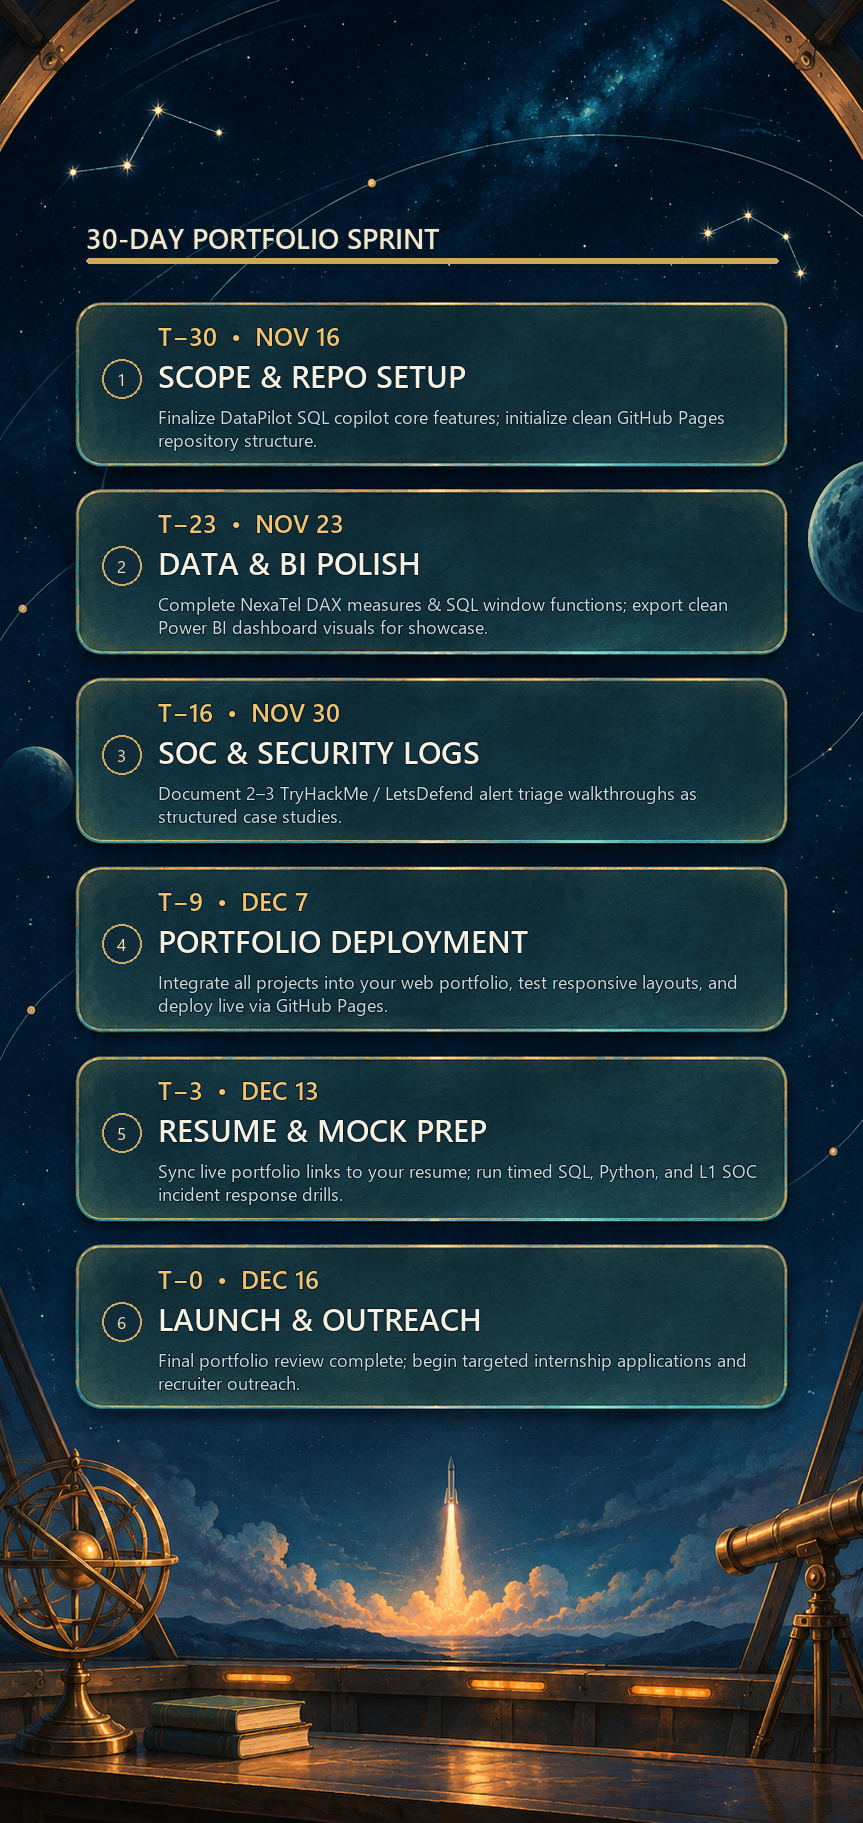 30-DAY PORTFOLIO SPRINT
T–30 • NOV 16
1
SCOPE & REPO SETUP
Finalize DataPilot SQL copilot core features; initialize clean GitHub Pages
repository structure.
T–23 • NOV 23
2
DATA & BI POLISH
Complete NexaTel DAX measures & SQL window functions; export clean
Power BI dashboard visuals for showcase.
T–16 • NOV 30
3
SOC & SECURITY LOGS
Document 2–3 TryHackMe / LetsDefend alert triage walkthroughs as
structured case studies.
T–9 • DEC 7
4
PORTFOLIO DEPLOYMENT
Integrate all projects into your web portfolio, test responsive layouts, and
deploy live via GitHub Pages.
T–3 • DEC 13
5
RESUME & MOCK PREP
Sync live portfolio links to your resume; run timed SQL, Python, and L1 SOC
incident response drills.
T–0 • DEC 16
6
LAUNCH & OUTREACH
Final portfolio review complete; begin targeted internship applications and
recruiter outreach.